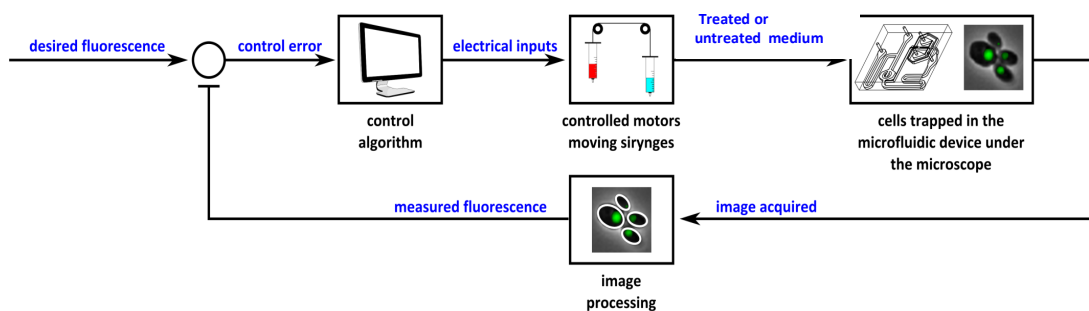 desired fluorescence
control error
electrical inputs
Treated or
untreated medium
control
algorithm
controlled motors
moving sirynges
cells trapped in the
microfluidic device under
the microscope
measured fluorescence
image acquired
image
processing